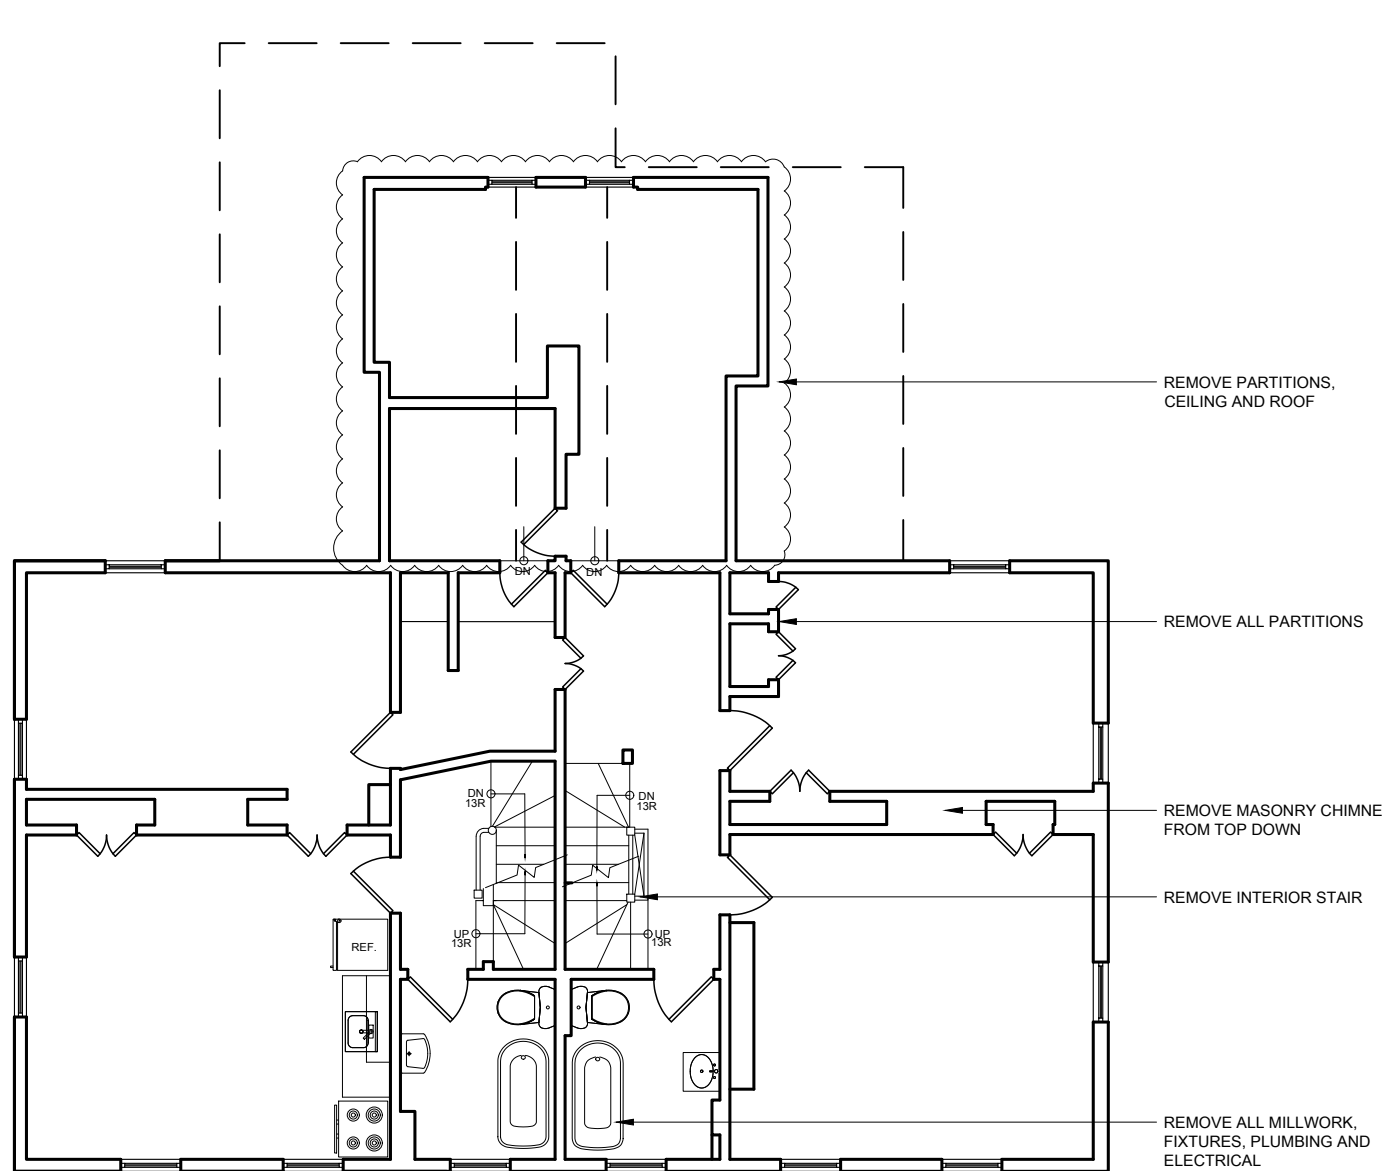 REMOVE PARTITIONS,
CEILING AND ROOF
DN
DN
REMOVE ALL PARTITIONS
DN
13R
DN
13R
REMOVE MASONRY CHIMNE
FROM TOP DOWN
REMOVE INTERIOR STAIR
UP
13R
UP
13R
REF.
REMOVE ALL MILLWORK,
FIXTURES, PLUMBING AND
ELECTRICAL